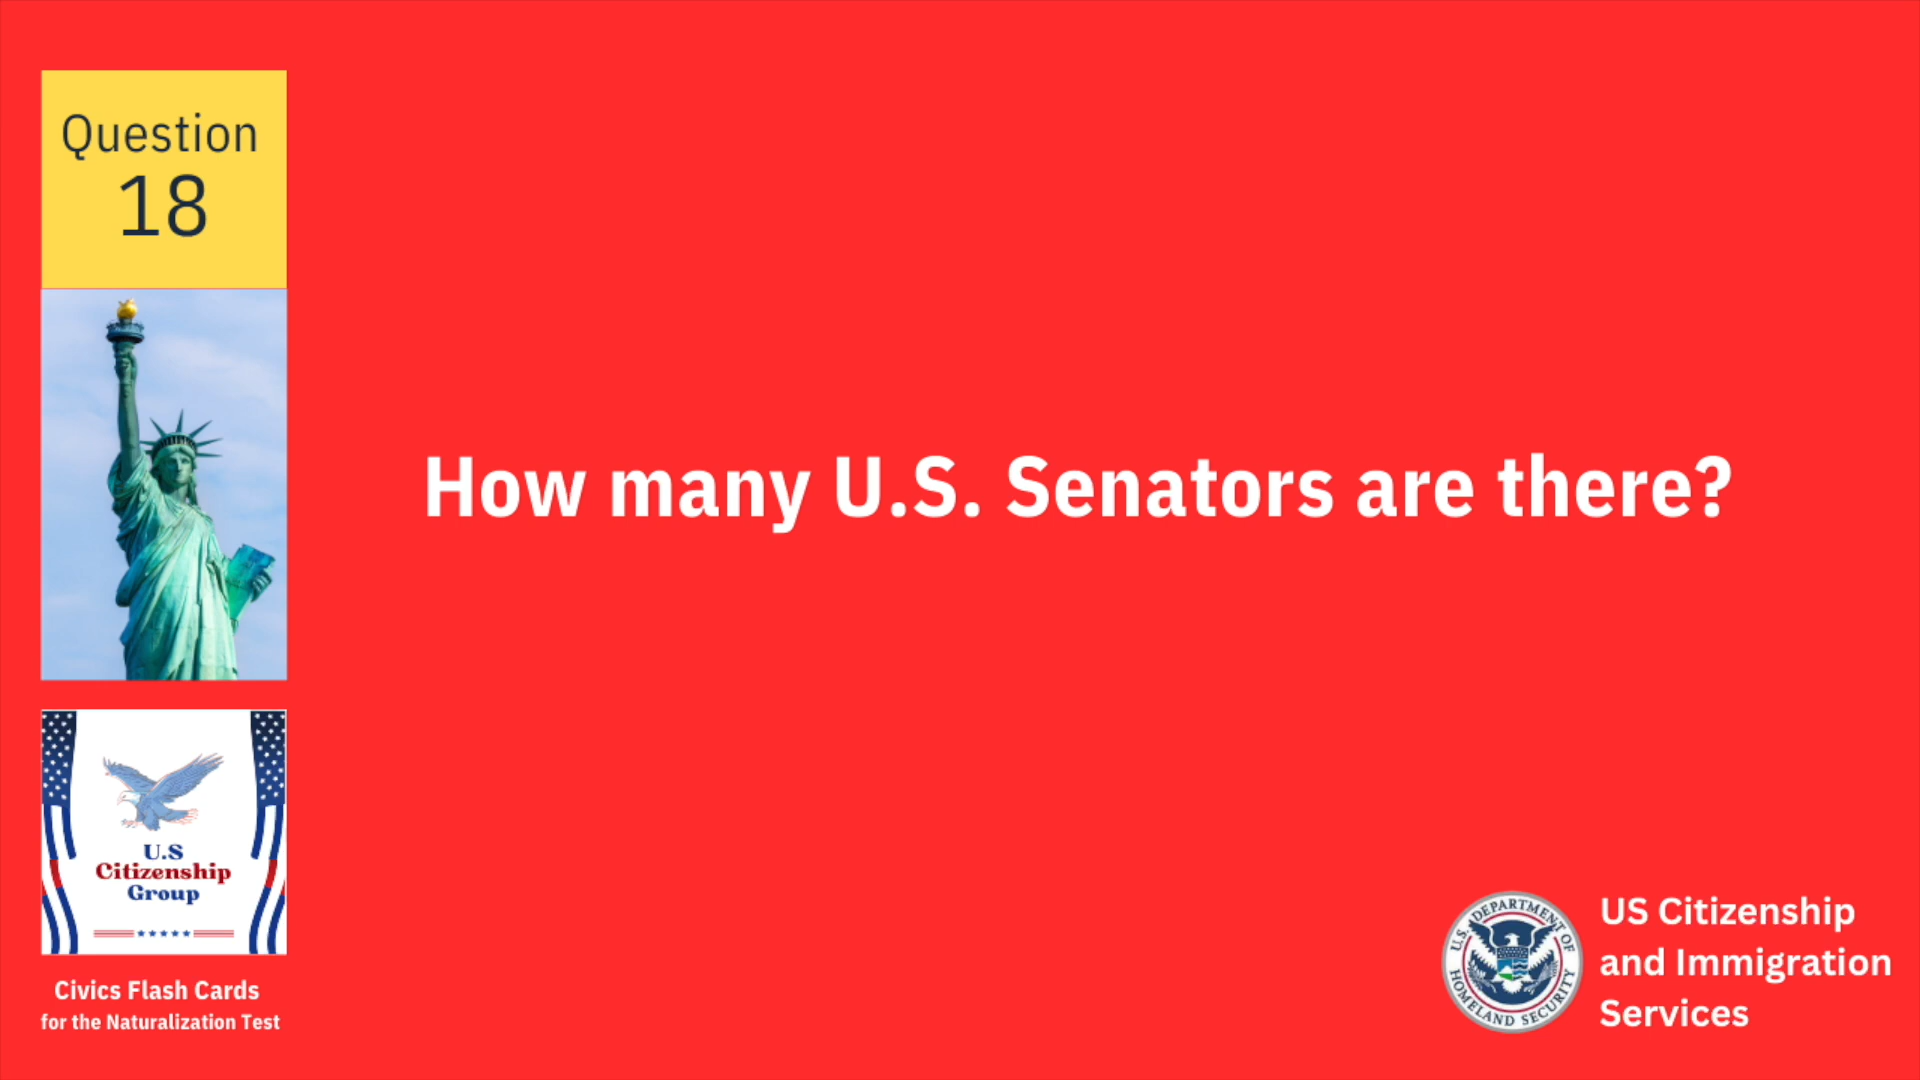 Question
18
How many U.S. Senators are there?
U.S
Citizenship
Group
Civics Flash Cards
for the Naturalization Test
U.S. DEPARTMENT OF
HOMELAND SECURITY
US Citizenship
and Immigration
Services